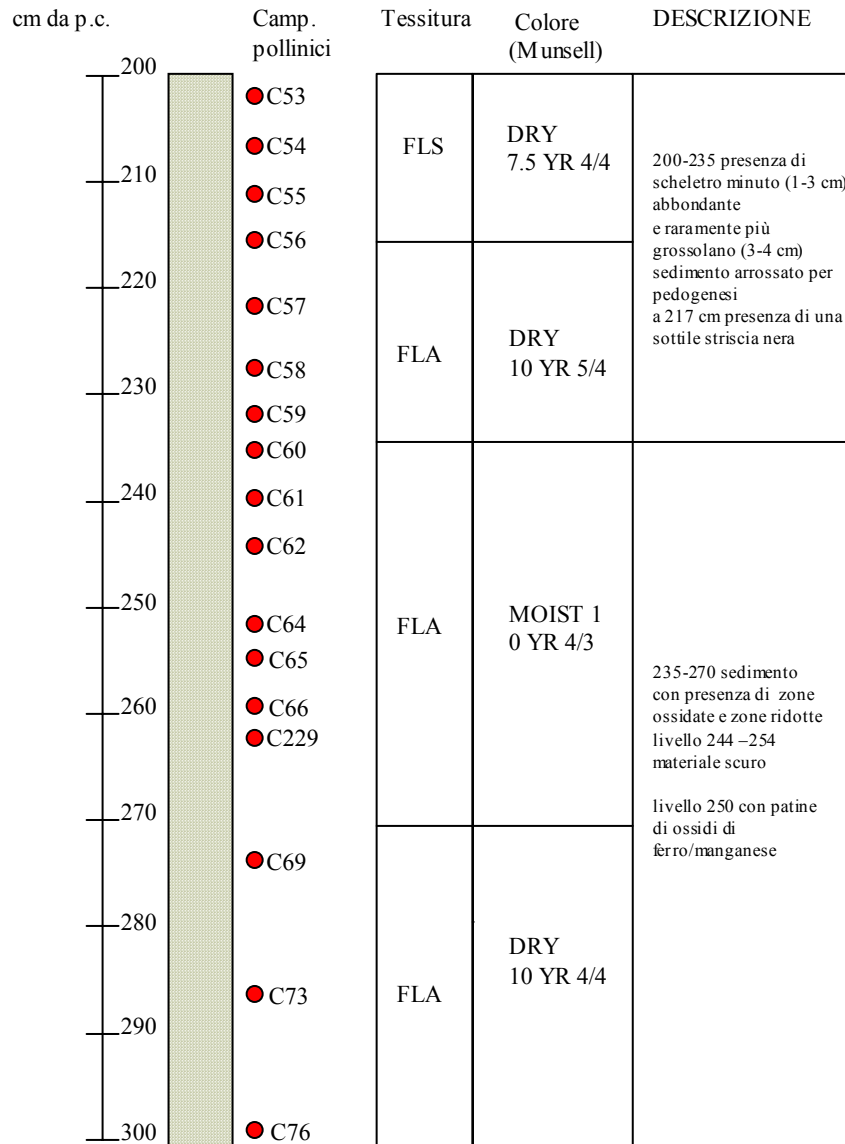 cm da p.c.
Camp.
pollinici
Tessitura
Colore
(Munsell)
DESCRIZIONE
200
210
220
230
240
250
260
270
280
290
300
C53
C54
C55
C56
C57
C58
C59
C60
C61
C62
C64
C65
C66
C229
C69
C73
C76
FLS
FLA
FLA
FLA
DRY
7.5 YR 4/4
DRY
10 YR 5/4
MOIST 1
0 YR 4/3
DRY
10 YR 4/4
200-235 presenza di
scheletro minuto (1-3 cm)
abbondante
e raramente più
grossolano (3-4 cm)
sedimento arrossato per
pedogenesi
a 217 cm presenza di una
sottile striscia nera
235-270 sedimento
con presenza di zone
ossidate e zone ridotte
livello 244 –254
materiale scuro
livello 250 con patine
di ossidi di
ferro/manganese